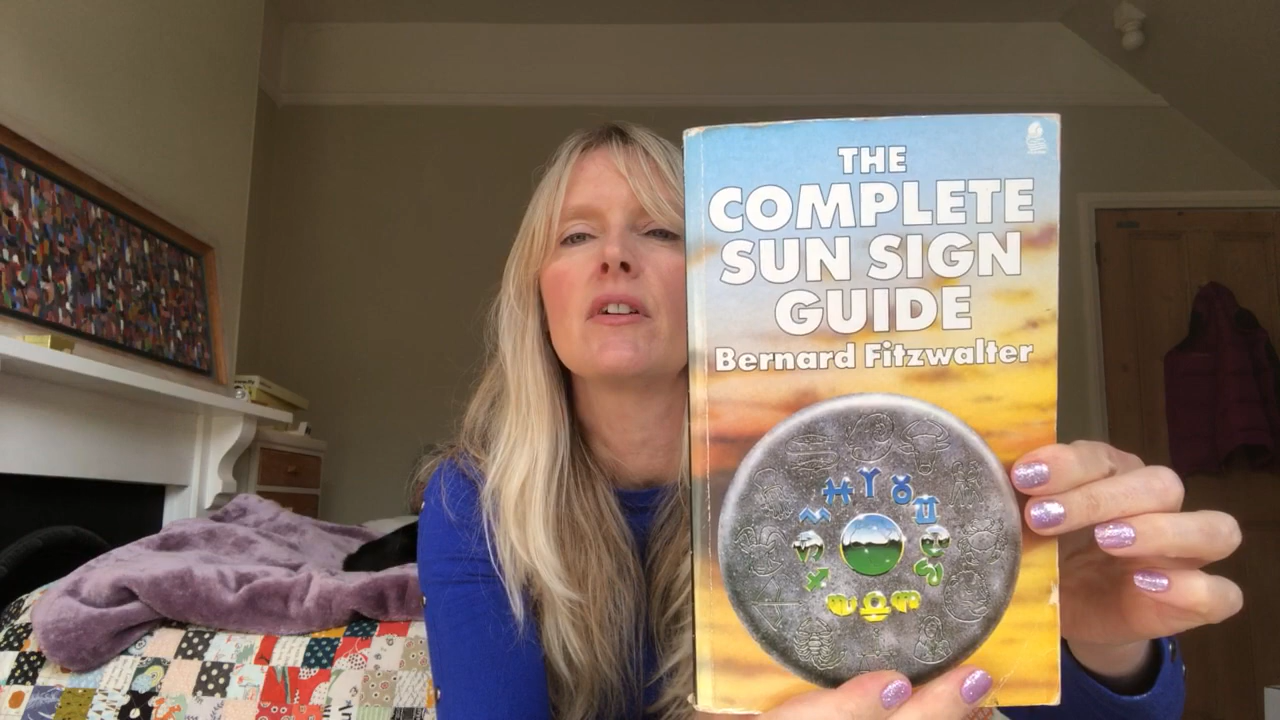 THE
COMPLETE
SUN SIGN
GUIDE
Bernard Fitzwalter